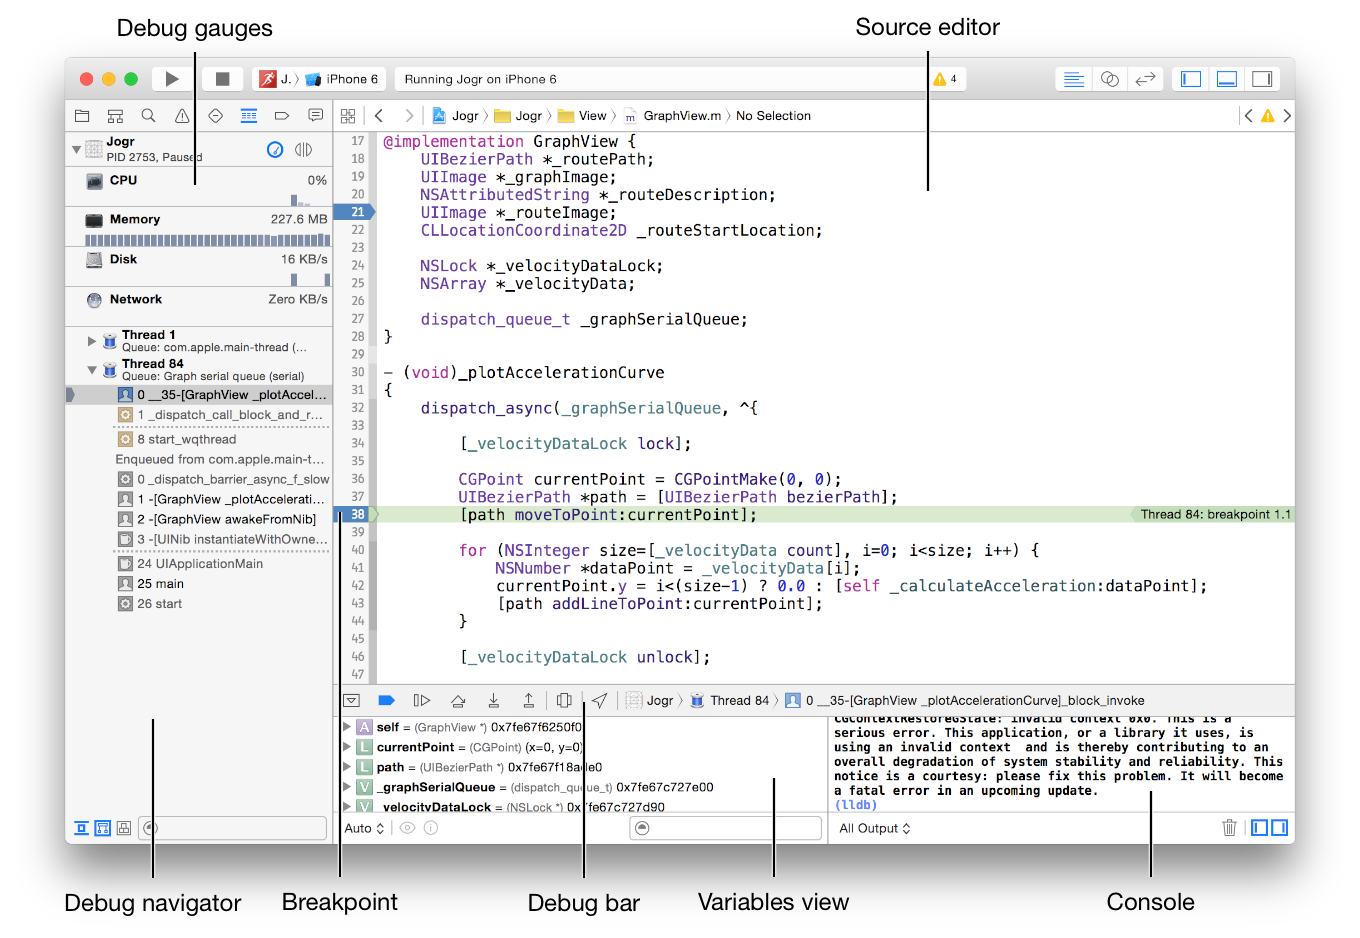 Debug gauges
Source editor
J. 〉 iPhone 6
Running Jogr on iPhone 6
4
Jogr 〉 Jogr 〉 View 〉 m GraphView.m 〉 No Selection
Jogr
PID 2753, Paused
CPU 0%
Memory 227.6 MB
Disk 16 KB/s
Network Zero KB/s
Thread 1
Queue: com.apple.main-thread (...
Thread 84
Queue: Graph serial queue (serial)
0 __35-[GraphView _plotAccel...
1 _dispatch_call_block_and_r...
8 start_wqthread
Enqueued from com.apple.main-t...
0 _dispatch_barrier_async_f_slow
1 -[GraphView _plotAccelerati...
2 -[GraphView awakeFromNib]
3 -[UINib instantiateWithOwne...
24 UIApplicationMain
25 main
26 start
17 @implementation GraphView {
18 UIBezierPath *_routePath;
19 UIImage *_graphImage;
20 NSAttributedString *_routeDescription;
21 UIImage *_routeImage;
22 CLLocationCoordinate2D _routeStartLocation;
23
24 NSLock *_velocityDataLock;
25 NSArray *_velocityData;
26
27 dispatch_queue_t _graphSerialQueue;
28 }
29
30 – (void)_plotAccelerationCurve
31 {
32 dispatch_async(_graphSerialQueue, ^{
33
34 [_velocityDataLock lock];
35
36 CGPoint currentPoint = CGPointMake(0, 0);
37 UIBezierPath *path = [UIBezierPath bezierPath];
38 [path moveToPoint:currentPoint]; Thread 84: breakpoint 1.1
39
40 for (NSInteger size=[_velocityData count], i=0; i<size; i++) {
41 NSNumber *dataPoint = _velocityData[i];
42 currentPoint.y = i<(size-1) ? 0.0 : [self _calculateAcceleration:dataPoint];
43 [path addLineToPoint:currentPoint];
44 }
45
46 [_velocityDataLock unlock];
47
Jogr 〉 Thread 84 〉 0 __35-[GraphView _plotAccelerationCurve]_block_invoke
A self = (GraphView *) 0x7fe67f6250f0
L currentPoint = (CGPoint) (x=0, y=0)
L path = (UIBezierPath *) 0x7fe67f18ade0
V _graphSerialQueue = (dispatch_queue_t) 0x7fe67c727e00
V _velocityDataLock = (NSLock *) 0x7fe67c727d90
Auto
CGContextRestoreGState: invalid context 0x0. This is a
serious error. This application, or a library it uses, is
using an invalid context and is thereby contributing to an
overall degradation of system stability and reliability. This
notice is a courtesy: please fix this problem. It will become
a fatal error in an upcoming update.
(lldb)
All Output
Debug navigator
Breakpoint
Debug bar
Variables view
Console